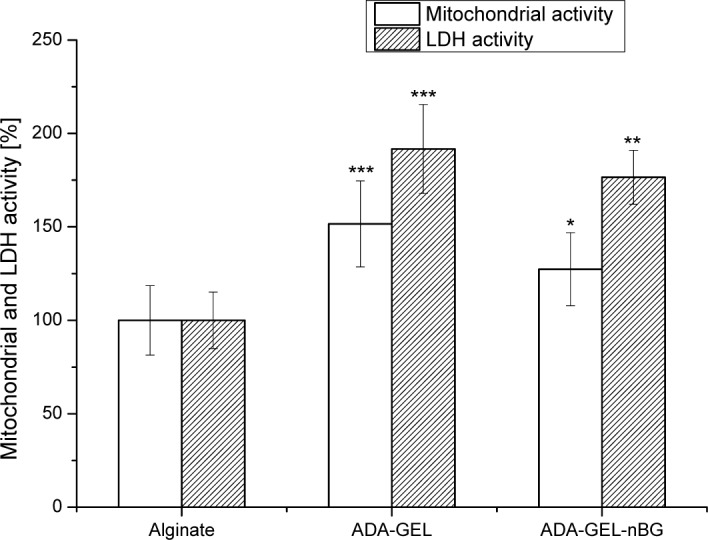 Mitochondrial activity
LDH activity
Mitochondrial and LDH activity [%]
250
200
150
100
50
0
***
***
*
**
Alginate
ADA-GEL
ADA-GEL-nBG